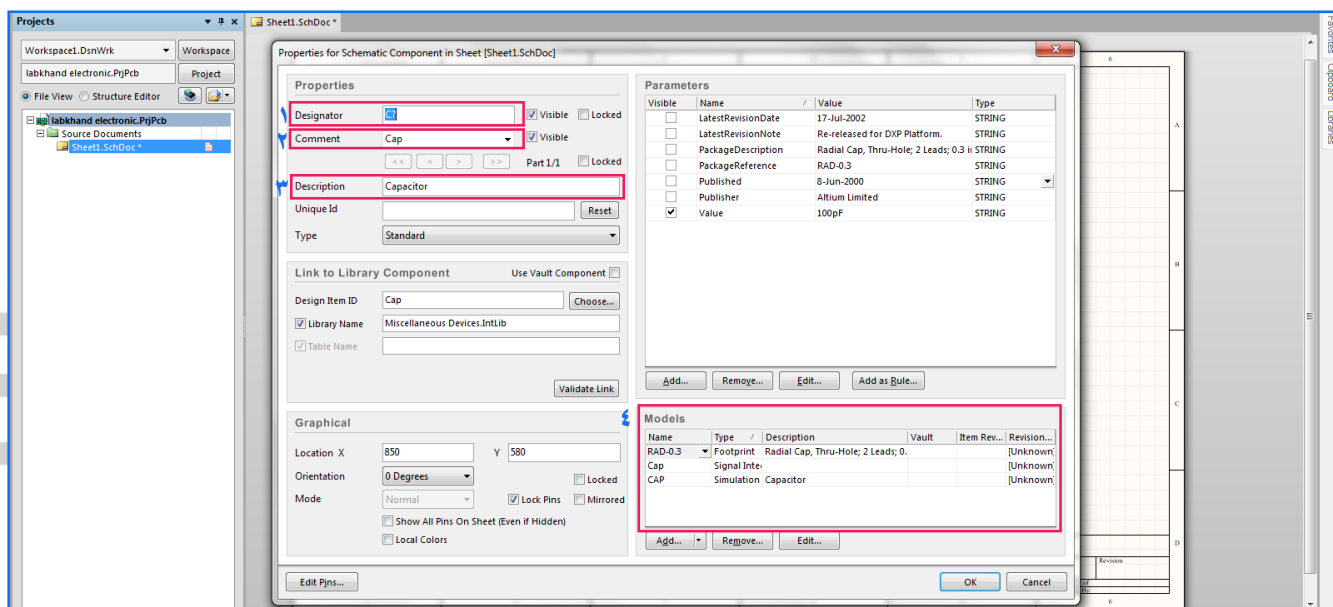 Projects
Sheet1.SchDoc *
Workspace1.DsnWrk
Workspace
labkhand electronic.PrjPcb
Project
File View
Structure Editor
labkhand electronic.PrjPcb
Source Documents
Sheet1.SchDoc *
Properties for Schematic Component in Sheet [Sheet1.SchDoc]
Properties
۱
Designator
C?
Visible
Locked
۲
Comment
Cap
Visible
<<
<
>
>>
Part 1/1
Locked
۳
Description
Capacitor
Unique Id
Reset
Type
Standard
Link to Library Component
Use Vault Component
Design Item ID
Cap
Choose...
Library Name
Miscellaneous Devices.IntLib
Table Name
Validate Link
Graphical
Location X
850
Y
580
Orientation
0 Degrees
Locked
Mode
Normal
Lock Pins
Mirrored
Show All Pins On Sheet (Even if Hidden)
Local Colors
Edit Pins...
Parameters
Visible Name / Value Type
LatestRevisionDate 17-Jul-2002 STRING
LatestRevisionNote Re-released for DXP Platform. STRING
PackageDescription Radial Cap, Thru-Hole; 2 Leads; 0.3 i STRING
PackageReference RAD-0.3 STRING
Published 8-Jun-2000 STRING
Publisher Altium Limited STRING
Value 100pF STRING
Add...
Remove...
Edit...
Add as Rule...
٤
Models
Name Type / Description Vault Item Rev... Revision...
RAD-0.3 Footprint Radial Cap, Thru-Hole; 2 Leads; 0. [Unknown]
Cap Signal Inte [Unknown]
CAP Simulation Capacitor [Unknown]
Add...
Remove...
Edit...
OK
Cancel
6
A
B
C
D
Revision
of
6
Favorites
Clipboard
Libraries